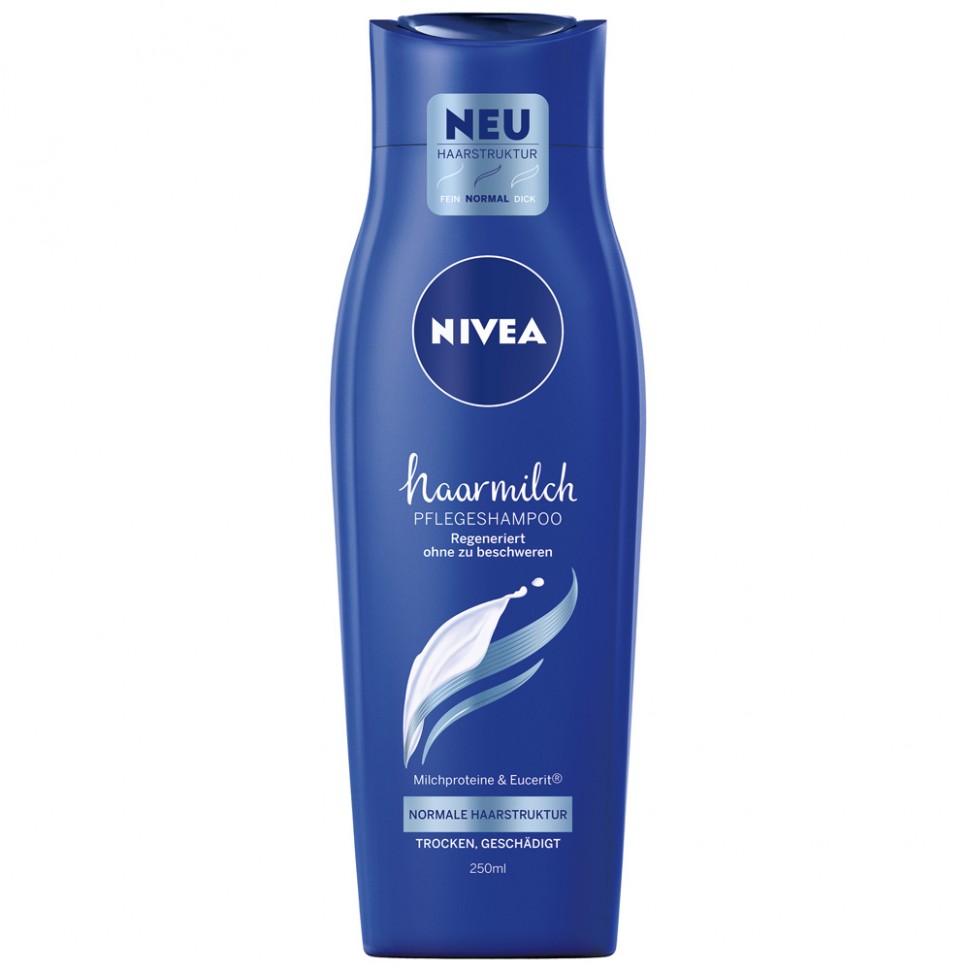 NEU
HAARSTRUKTUR
FEIN NORMAL DICK
NIVEA
haarmilch
PFLEGESHAMPOO
Regeneriert
ohne zu beschweren
Milchproteine & Eucerit®
NORMALE HAARSTRUKTUR
TROCKEN, GESCHÄDIGT
250ml